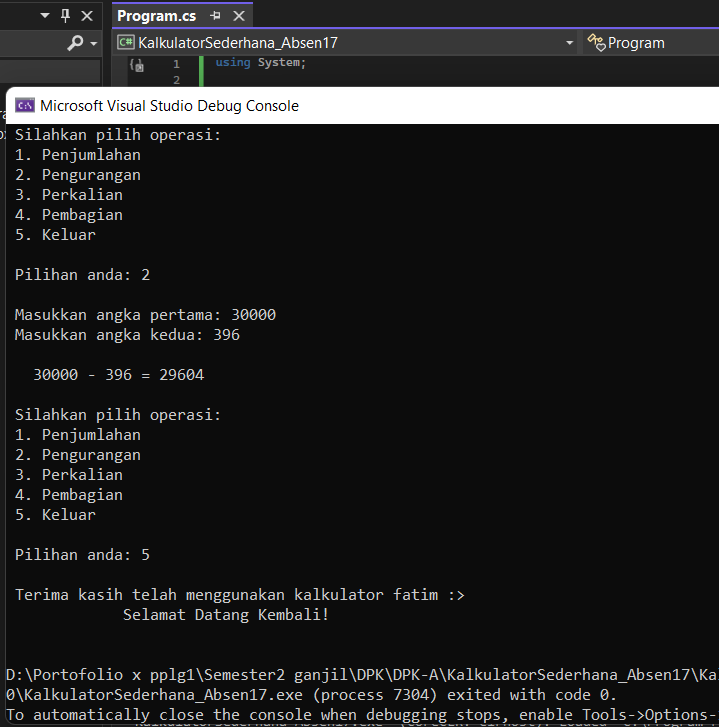 Program.cs
C# KalkulatorSederhana_Absen17
Program
1 using System;
2
Microsoft Visual Studio Debug Console
Silahkan pilih operasi:
1. Penjumlahan
2. Pengurangan
3. Perkalian
4. Pembagian
5. Keluar
Pilihan anda: 2
Masukkan angka pertama: 30000
Masukkan angka kedua: 396
30000 - 396 = 29604
Silahkan pilih operasi:
1. Penjumlahan
2. Pengurangan
3. Perkalian
4. Pembagian
5. Keluar
Pilihan anda: 5
Terima kasih telah menggunakan kalkulator fatim :>
Selamat Datang Kembali!
D:\Portofolio x pplg1\Semester2 ganjil\DPK\DPK-A\KalkulatorSederhana_Absen17\Ka
0\KalkulatorSederhana_Absen17.exe (process 7304) exited with code 0.
To automatically close the console when debugging stops, enable Tools->Options-